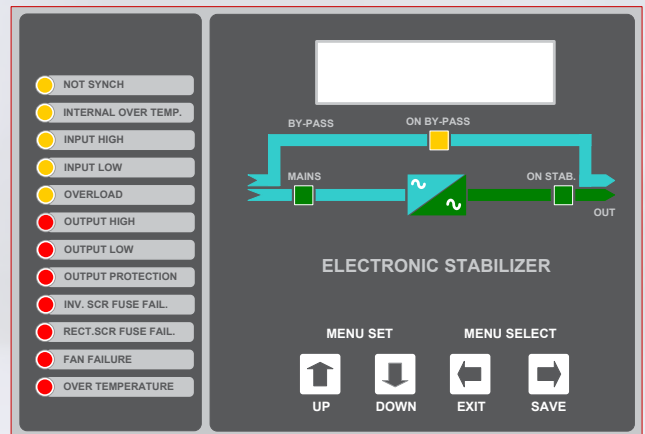 NOT SYNCH
INTERNAL OVER TEMP.
INPUT HIGH
INPUT LOW
OVERLOAD
OUTPUT HIGH
OUTPUT LOW
OUTPUT PROTECTION
INV. SCR FUSE FAIL.
RECT.SCR FUSE FAIL.
FAN FAILURE
OVER TEMPERATURE
BY-PASS ON BY-PASS
MAINS ON STAB.
OUT
ELECTRONIC STABILIZER
MENU SET MENU SELECT
UP DOWN EXIT SAVE